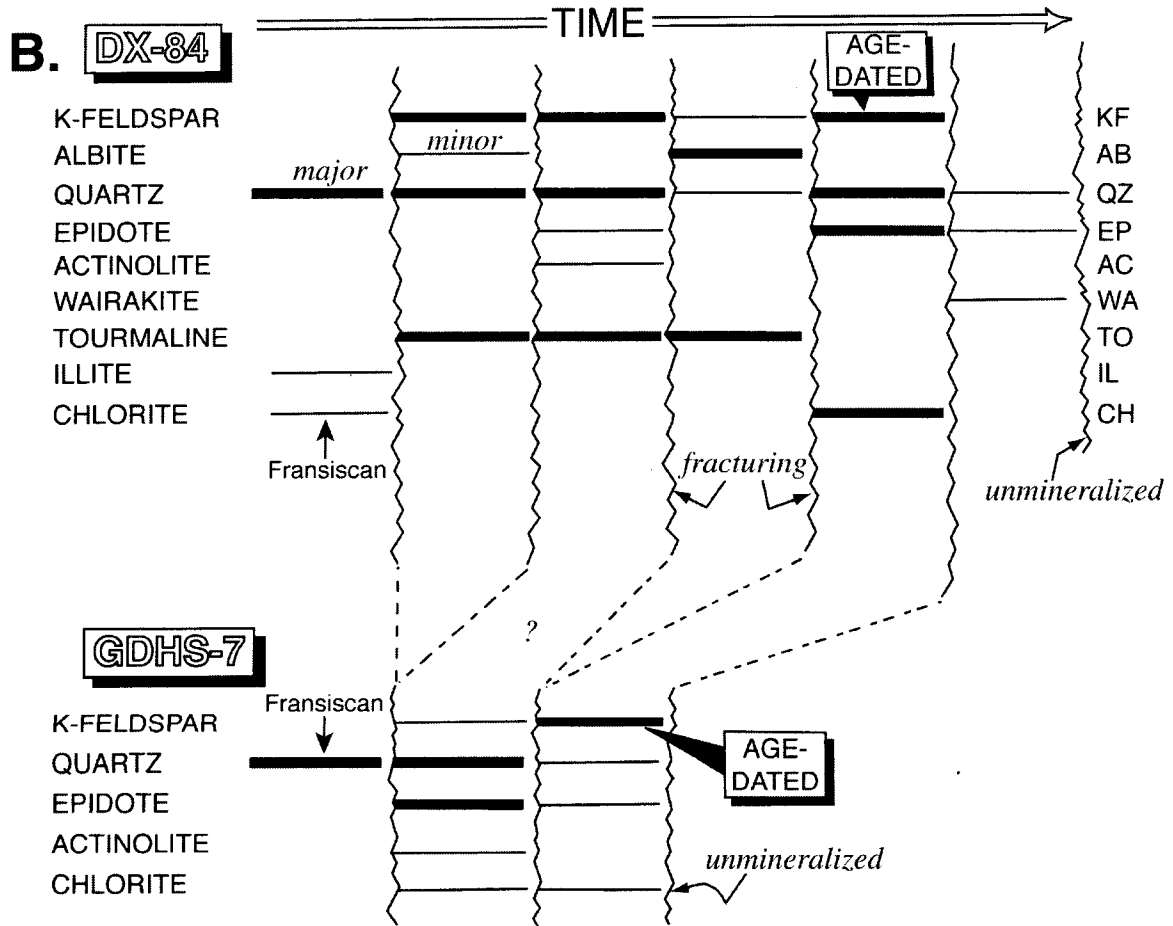 TIME
B. DX-84
AGE-
DATED
K-FELDSPAR KF
ALBITE minor AB
major
QUARTZ QZ
EPIDOTE EP
ACTINOLITE AC
WAIRAKITE WA
TOURMALINE TO
ILLITE IL
CHLORITE CH
Fransiscan
fracturing
unmineralized
?
GDHS-7
Fransiscan
K-FELDSPAR
QUARTZ
AGE-
DATED
EPIDOTE
ACTINOLITE
unmineralized
CHLORITE